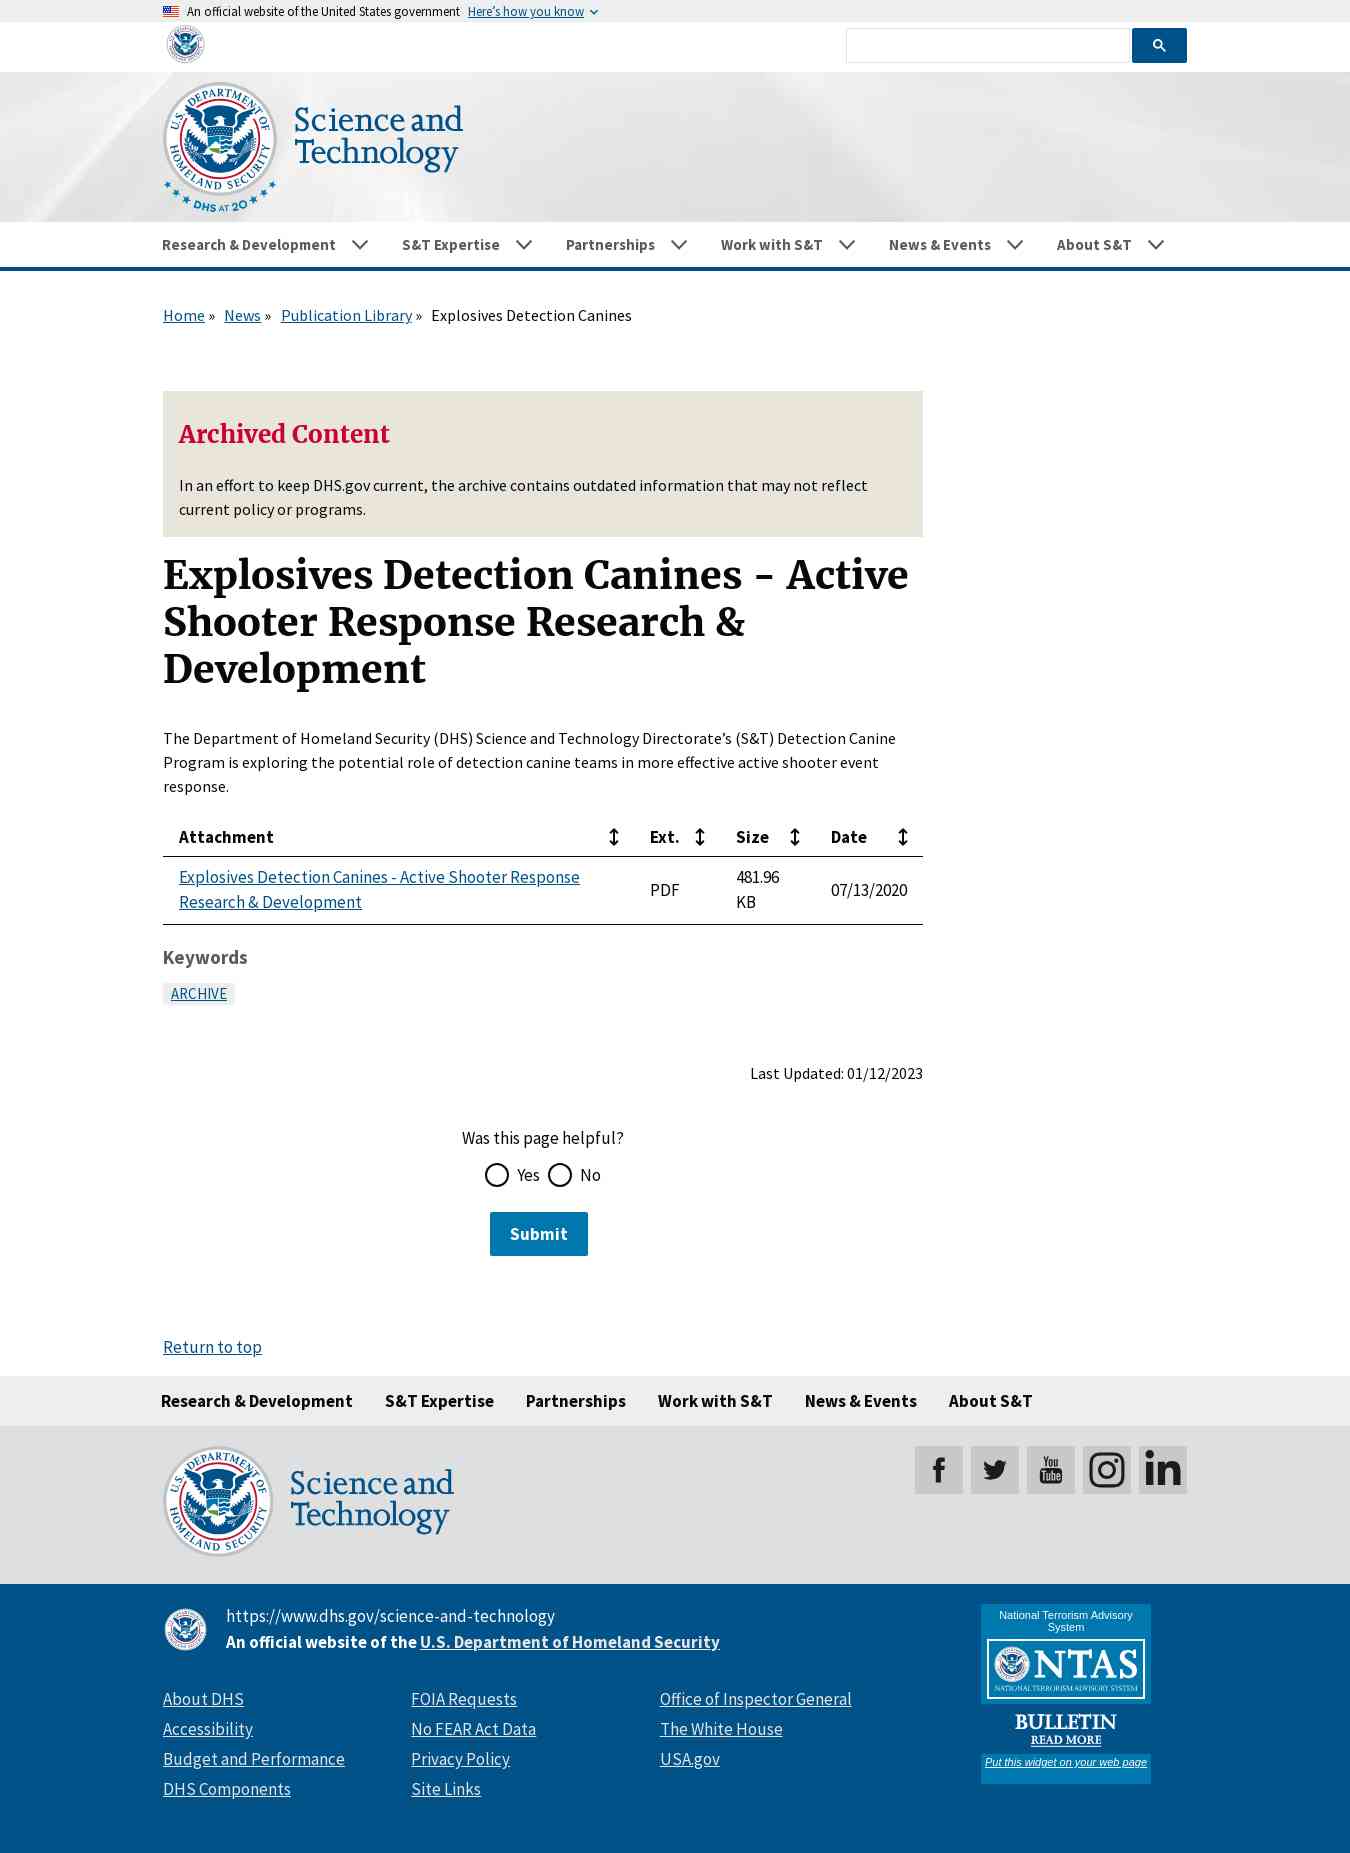 An official website of the United States government Here's how you know
U.S. DEPARTMENT OF HOMELAND SECURITY
DHS AT 20
Science and
Technology
Research & Development S&T Expertise Partnerships Work with S&T News & Events About S&T
Home » News » Publication Library » Explosives Detection Canines
Archived Content
In an effort to keep DHS.gov current, the archive contains outdated information that may not reflect
current policy or programs.
Explosives Detection Canines - Active
Shooter Response Research &
Development
The Department of Homeland Security (DHS) Science and Technology Directorate’s (S&T) Detection Canine
Program is exploring the potential role of detection canine teams in more effective active shooter event
response.
Attachment Ext. Size Date
Explosives Detection Canines - Active Shooter Response
Research & Development
PDF
481.96
KB
07/13/2020
Keywords
ARCHIVE
Last Updated: 01/12/2023
Was this page helpful?
Yes No
Submit
Return to top
Research & Development S&T Expertise Partnerships Work with S&T News & Events About S&T
U.S. DEPARTMENT OF HOMELAND SECURITY
Science and
Technology
f You Tube in
https://www.dhs.gov/science-and-technology
An official website of the U.S. Department of Homeland Security
About DHS
Accessibility
Budget and Performance
DHS Components
FOIA Requests
No FEAR Act Data
Privacy Policy
Site Links
Office of Inspector General
The White House
USA.gov
National Terrorism Advisory
System
NTAS
NATIONAL TERRORISM ADVISORY SYSTEM
BULLETIN
READ MORE
Put this widget on your web page